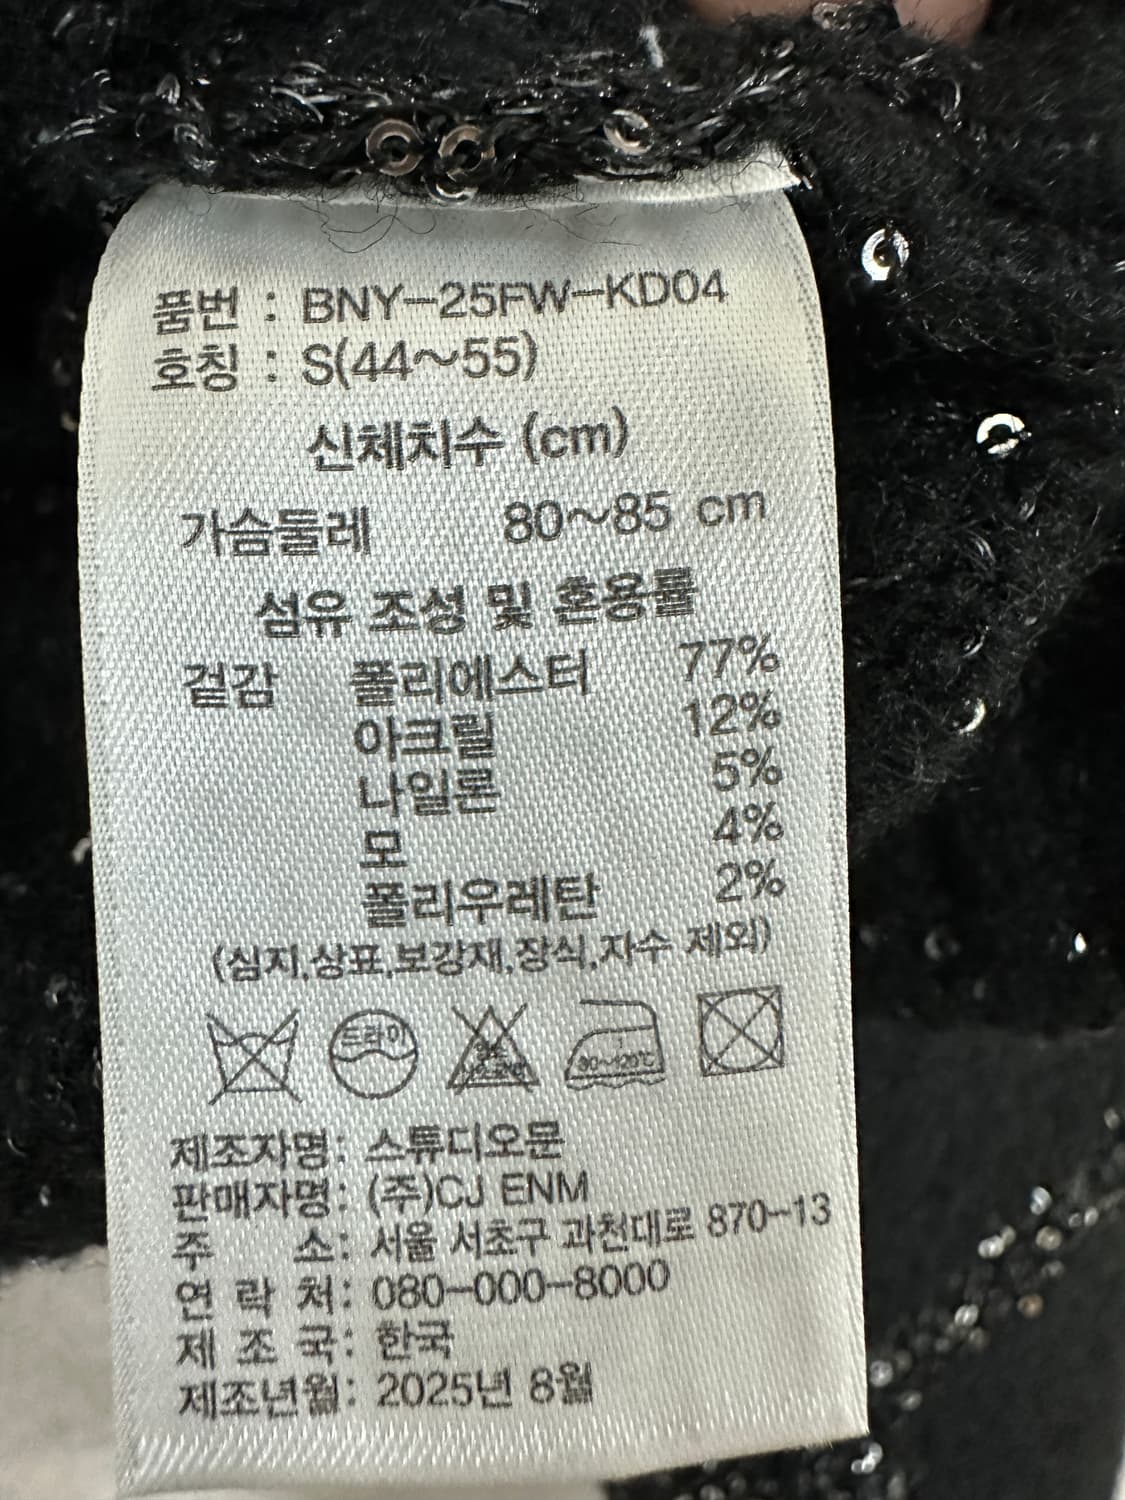 품번 : BNY-25FW-KD04
호칭 : S(44~55)
신체치수 (cm)
가슴둘레 80~85 cm
섬유 조성 및 혼용률
겉감 폴리에스터 77%
아크릴 12%
나일론 5%
모 4%
폴리우레탄 2%
(심지,상표,보강재,장식,자수 제외)
드라이 80~120℃
제조자명: 스튜디오문
판매자명: (주)CJ ENM
주 소: 서울 서초구 과천대로 870-13
연 락 처: 080-000-8000
제 조 국: 한국
제조년월: 2025년 8월